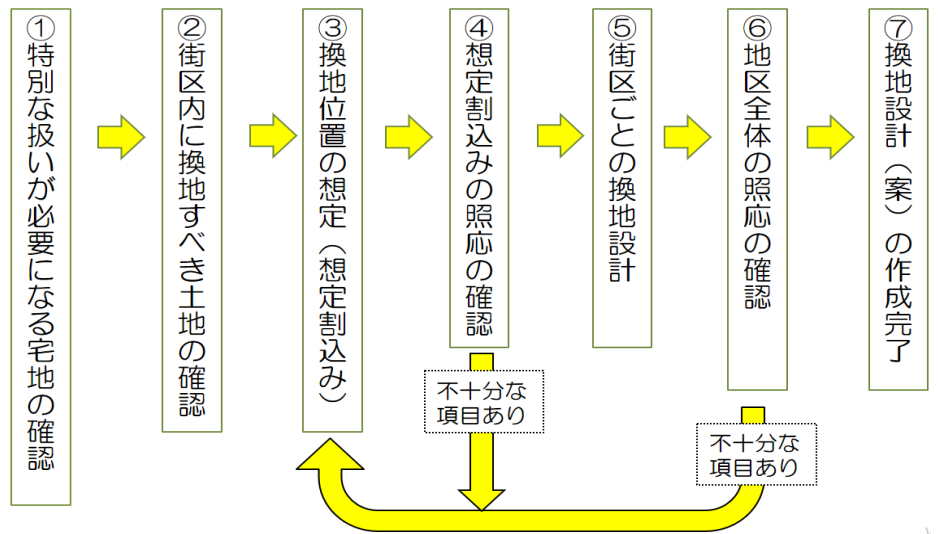 ①特別な扱いが必要になる宅地の確認
②街区内に換地すべき土地の確認
③換地位置の想定（想定割込み）
④想定割込みの照応の確認
⑤街区ごとの換地設計
⑥地区全体の照応の確認
⑦換地設計（案）の作成完了
不十分な
項目あり
不十分な
項目あり